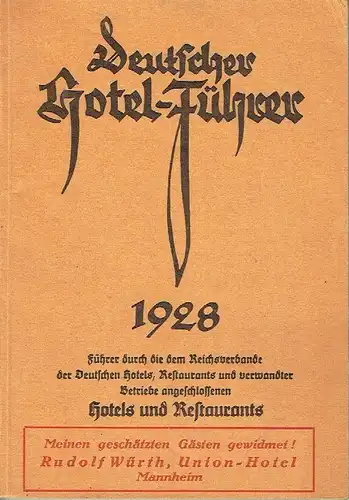 Deutscher
Hotel-Führer
1928
Führer durch die dem Reichsverbande
der Deutschen Hotels, Restaurants und verwandter
Betriebe angeschlossenen
Hotels und Restaurants
Meinen geschätzten Gästen gewidmet!
Rudolf Würth, Union-Hotel
Mannheim